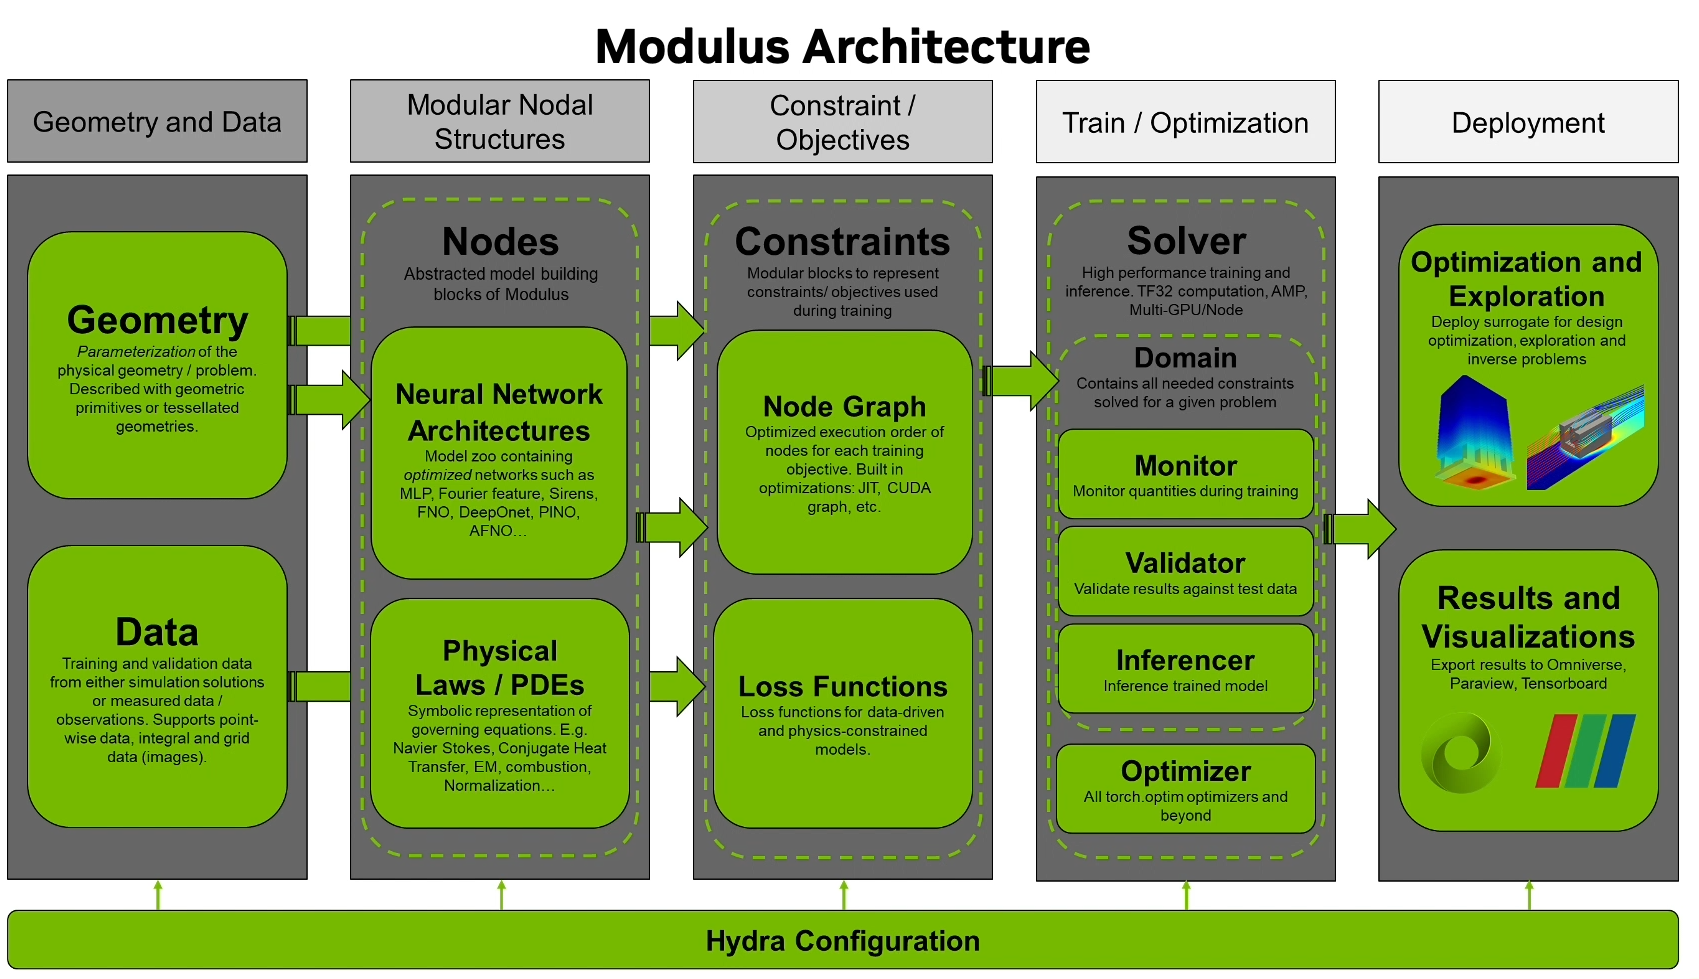 Modulus Architecture
Geometry and Data
Modular Nodal
Structures
Constraint /
Objectives
Train / Optimization
Deployment
Geometry
Parameterization of the
physical geometry / problem.
Described with geometric
primitives or tessellated
geometries.
Data
Training and validation data
from either simulation solutions
or measured data /
observations. Supports point-
wise data, integral and grid
data (images).
Nodes
Abstracted model building
blocks of Modulus
Neural Network
Architectures
Model zoo containing
optimized networks such as
MLP, Fourier feature, Sirens,
FNO, DeepOnet, PINO,
AFNO...
Physical
Laws / PDEs
Symbolic representation of
governing equations. E.g.
Navier Stokes, Conjugate Heat
Transfer, EM, combustion,
Normalization...
Constraints
Modular blocks to represent
constraints/ objectives used
during training
Node Graph
Optimized execution order of
nodes for each training
objective. Built in
optimizations: JIT, CUDA
graph, etc.
Loss Functions
Loss functions for data-driven
and physics-constrained
models.
Solver
High performance training and
inference. TF32 computation, AMP,
Multi-GPU/Node
Domain
Contains all needed constraints
solved for a given problem
Monitor
Monitor quantities during training
Validator
Validate results against test data
Inferencer
Inference trained model
Optimizer
All torch.optim optimizers and
beyond
Optimization and
Exploration
Deploy surrogate for design
optimization, exploration and
inverse problems
Results and
Visualizations
Export results to Omniverse,
Paraview, Tensorboard
Hydra Configuration